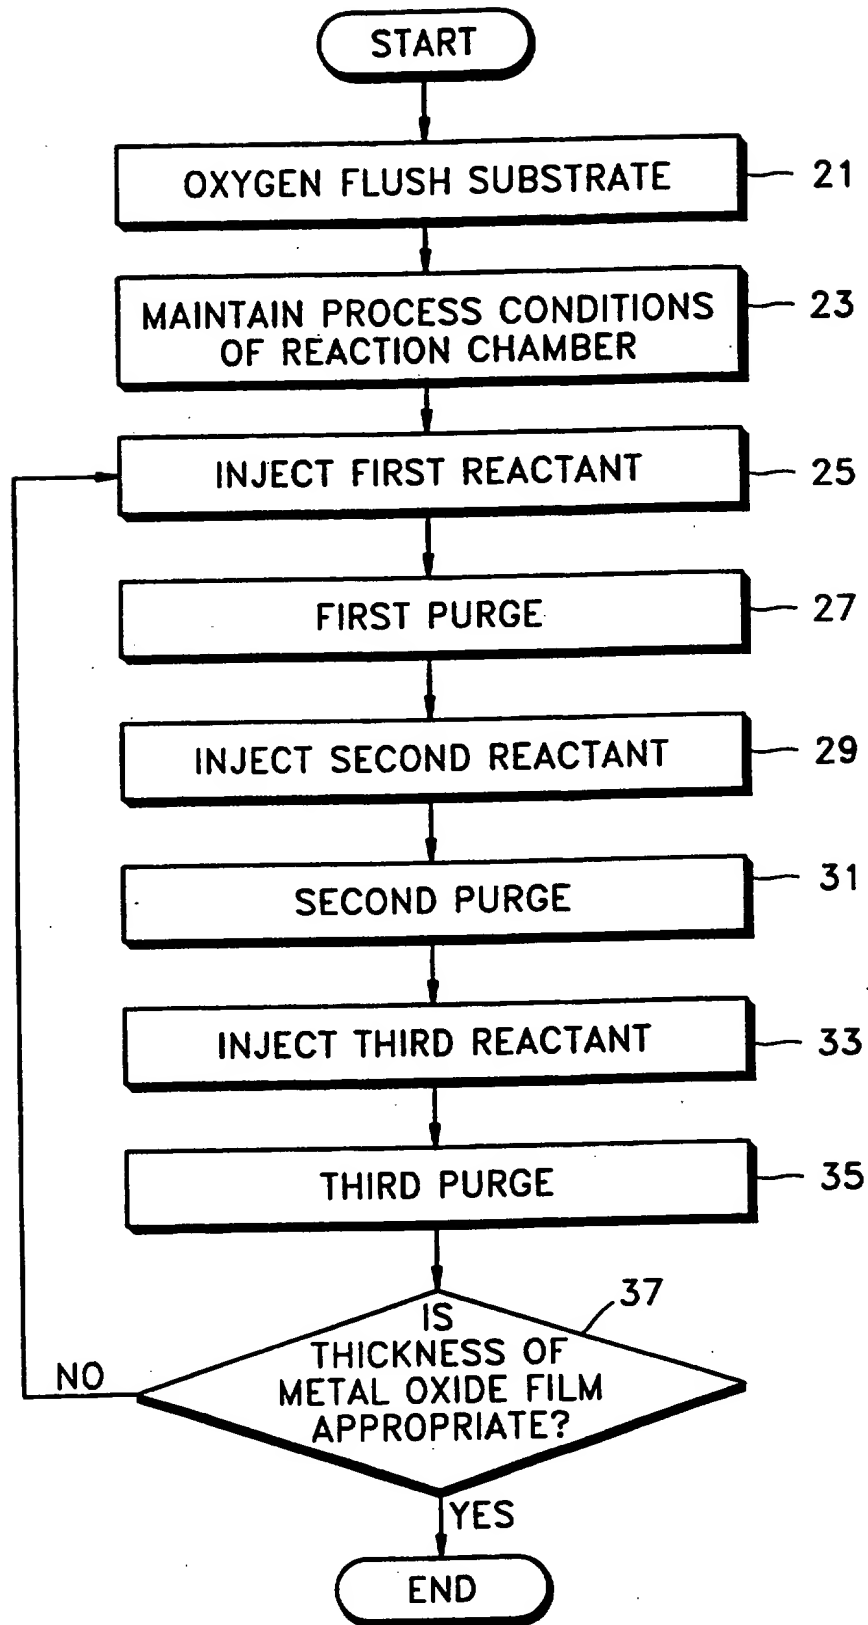 START
OXYGEN FLUSH SUBSTRATE
21
MAINTAIN PROCESS CONDITIONS
OF REACTION CHAMBER
23
INJECT FIRST REACTANT
25
FIRST PURGE
27
INJECT SECOND REACTANT
29
SECOND PURGE
31
INJECT THIRD REACTANT
33
THIRD PURGE
35
IS
THICKNESS OF
METAL OXIDE FILM
APPROPRIATE?
37
NO
YES
END